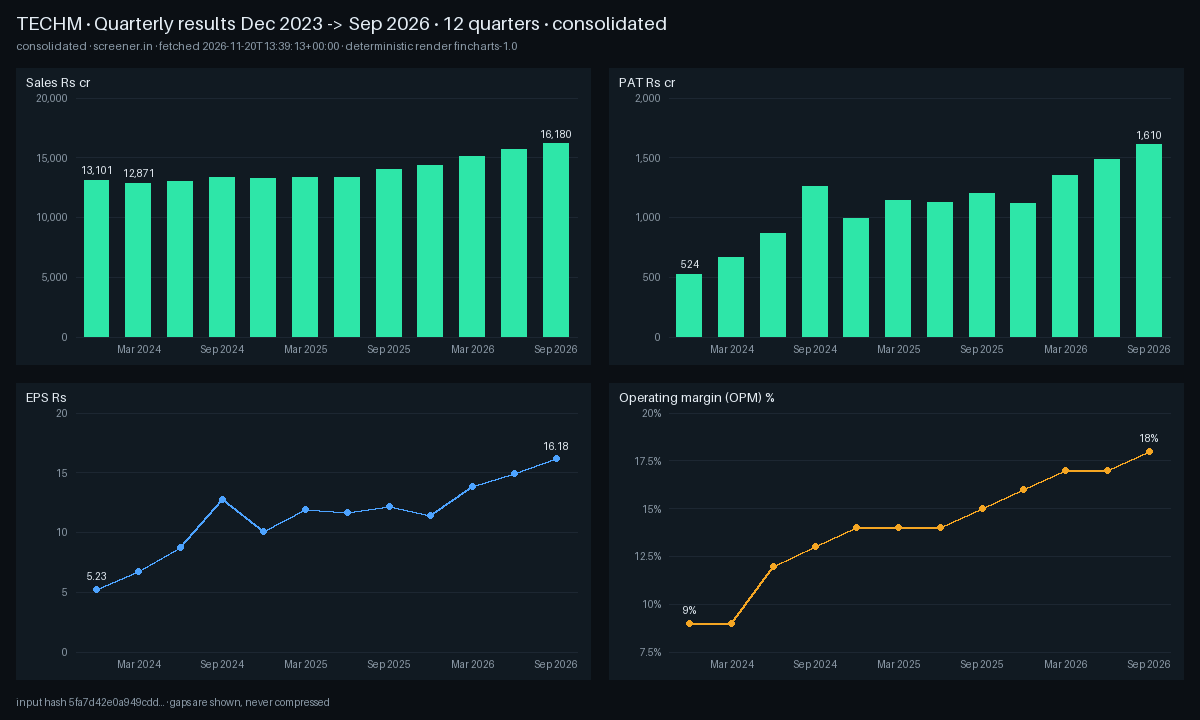 TECHM · Quarterly results Dec 2023 -> Sep 2026 · 12 quarters · consolidated
consolidated · screener.in · fetched 2026-11-20T13:39:13+00:00 · deterministic render fincharts-1.0
Sales Rs cr
20,000
15,000
10,000
5,000
0
13,101
12,871
16,180
Mar 2024
Sep 2024
Mar 2025
Sep 2025
Mar 2026
Sep 2026
PAT Rs cr
2,000
1,500
1,000
500
0
524
1,610
Mar 2024
Sep 2024
Mar 2025
Sep 2025
Mar 2026
Sep 2026
EPS Rs
20
15
10
5
0
5.23
16.18
Mar 2024
Sep 2024
Mar 2025
Sep 2025
Mar 2026
Sep 2026
Operating margin (OPM) %
20%
17.5%
15%
12.5%
10%
7.5%
9%
18%
Mar 2024
Sep 2024
Mar 2025
Sep 2025
Mar 2026
Sep 2026
input hash 5fa7d42e0a949cdd… · gaps are shown, never compressed